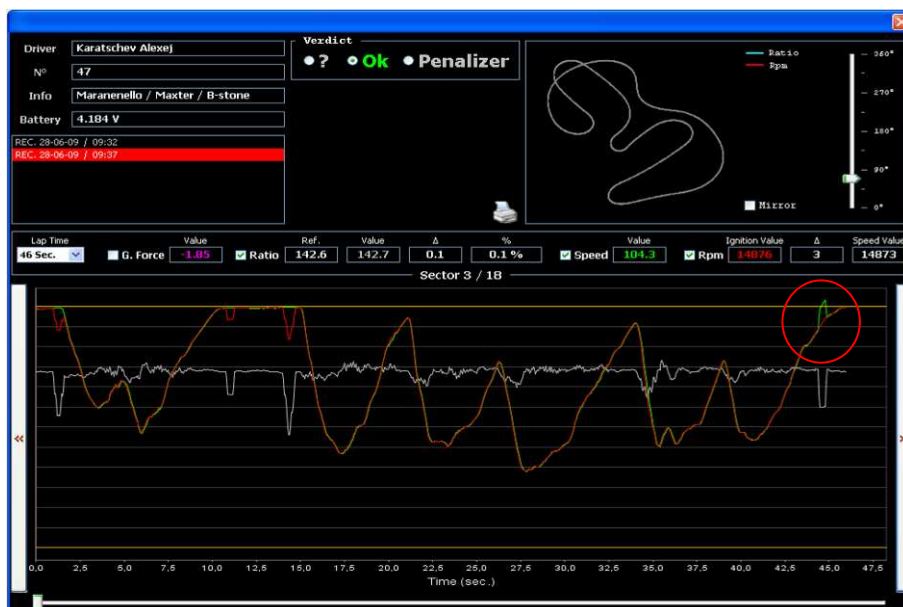 Driver Karatschev Alexej
N° 47
Info Maranenello / Maxter / B-stone
Battery 4.184 V
Verdict
? Ok Penalizer
REC. 28-06-09 / 09:32
REC. 28-06-09 / 09:37
Ratio
Rpm
360°
270°
180°
90°
0°
Mirror
Lap Time Value Ref. Value Δ % Value Ignition Value Δ Speed Value
46 Sec. G. Force -1.85 Ratio 142.6 142.7 0.1 0.1 % Speed 104.3 Rpm 14876 3 14873
Sector 3 / 18
« »
0,0 2,5 5,0 7,5 10,0 12,5 15,0 17,5 20,0 22,5 25,0 27,5 30,0 32,5 35,0 37,5 40,0 42,5 45,0 47,5
Time (sec.)